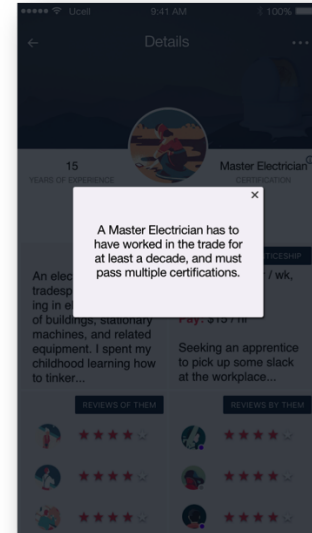 Ucell 9:41 AM 100%
Details
15
YEARS OF EXPERIENCE
Master Electrician
CERTIFICATION
×
A Master Electrician has to
have worked in the trade for
at least a decade, and must
pass multiple certifications.
An elec
tradesp
ing in el
of buildings, stationary
machines, and related
equipment. I spent my
childhood learning how
to tinker...
/ wk,
Pay: $15 / hr
Seeking an apprentice
to pick up some slack
at the workplace...
REVIEWS OF THEM
REVIEWS BY THEM